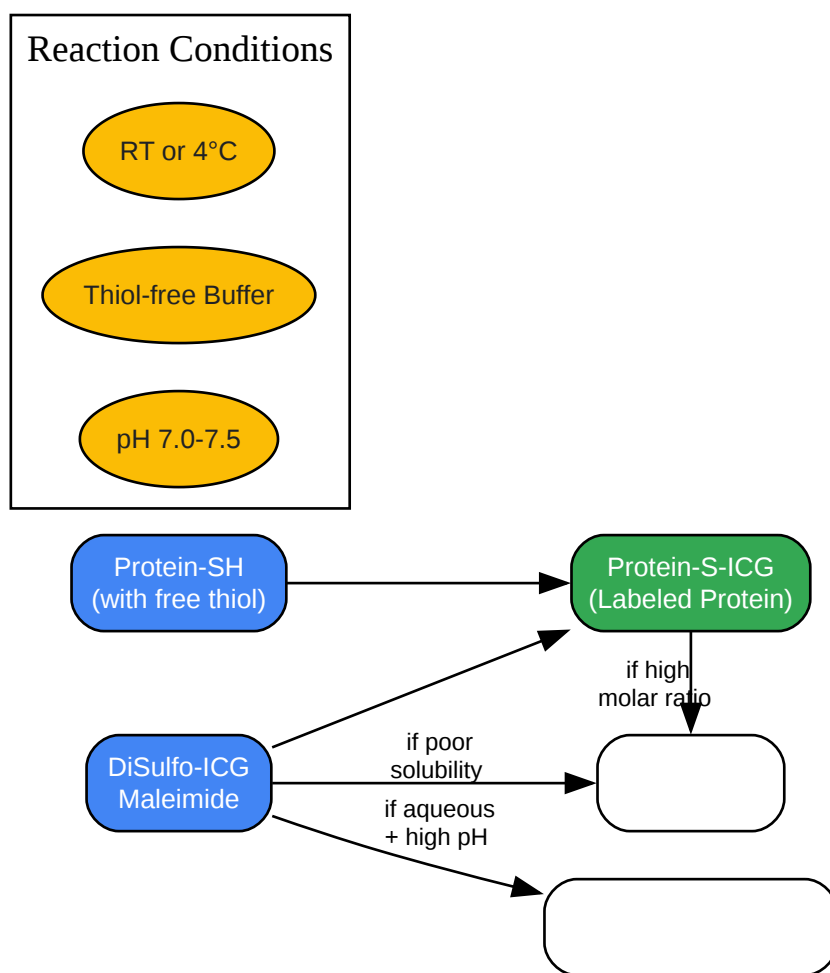 Reaction Conditions
RT or 4°C
Thiol-free Buffer
pH 7.0-7.5
Protein-SH
(with free thiol)
Protein-S-ICG
(Labeled Protein)
if high
molar ratio
DiSulfo-ICG
Maleimide
if poor
solubility
if aqueous
+ high pH